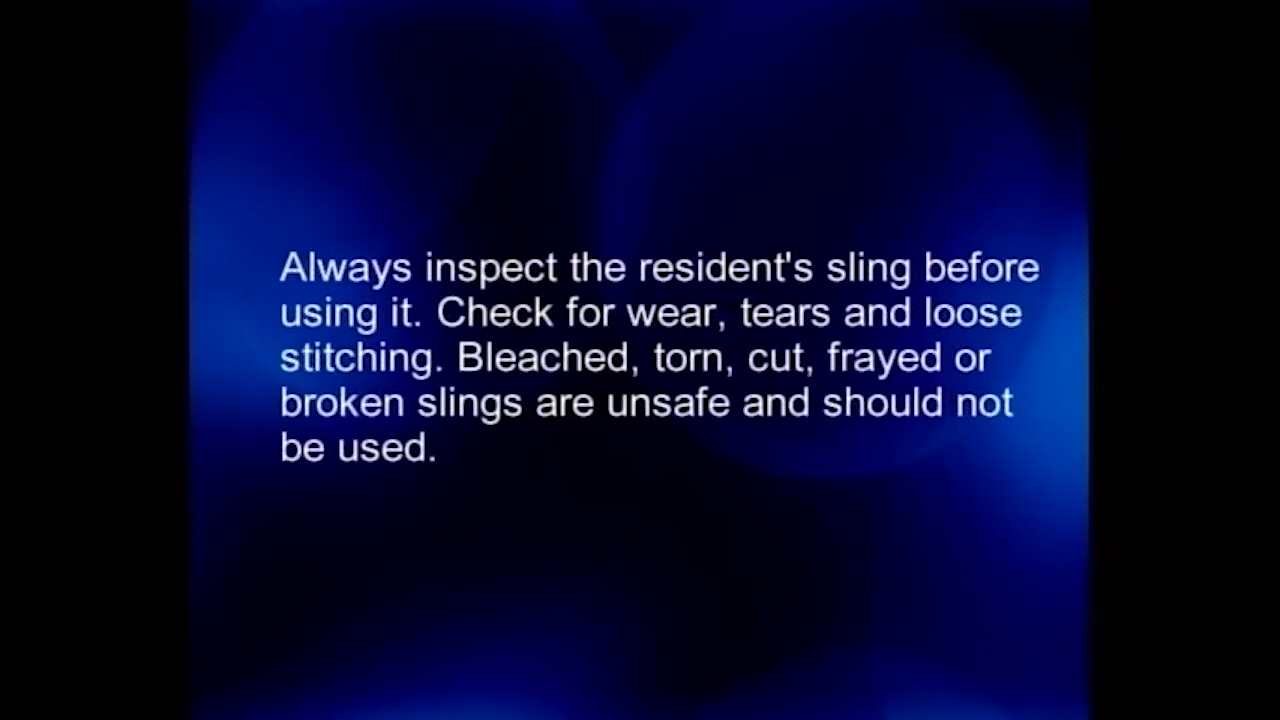 Always inspect the resident's sling before
using it. Check for wear, tears and loose
stitching. Bleached, torn, cut, frayed or
broken slings are unsafe and should not
be used.